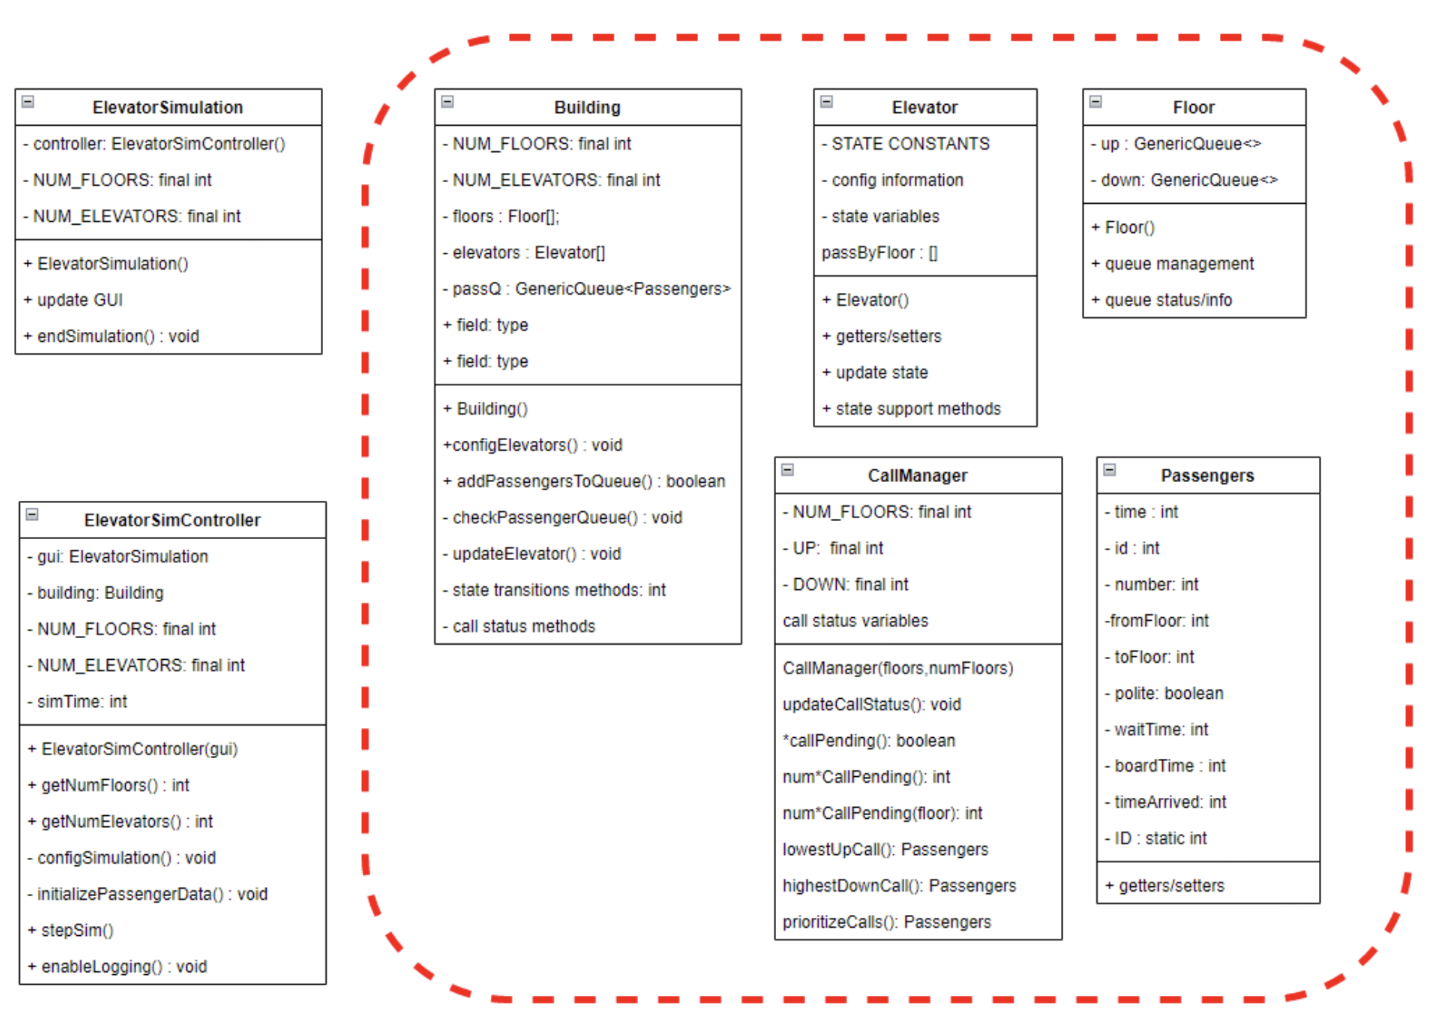 ElevatorSimulation
- controller: ElevatorSimController()
- NUM_FLOORS: final int
- NUM_ELEVATORS: final int
+ ElevatorSimulation()
+ update GUI
+ endSimulation() : void
ElevatorSimController
- gui: ElevatorSimulation
- building: Building
- NUM_FLOORS: final int
- NUM_ELEVATORS: final int
- simTime: int
+ ElevatorSimController(gui)
+ getNumFloors() : int
+ getNumElevators() : int
- configSimulation() : void
- initializePassengerData() : void
+ stepSim()
+ enableLogging() : void
Building
- NUM_FLOORS: final int
- NUM_ELEVATORS: final int
- floors : Floor[];
- elevators : Elevator[]
- passQ : GenericQueue<Passengers>
+ field: type
+ field: type
+ Building()
+configElevators() : void
+ addPassengersToQueue() : boolean
- checkPassengerQueue() : void
- updateElevator() : void
- state transitions methods: int
- call status methods
Elevator
- STATE CONSTANTS
- config information
- state variables
passByFloor : []
+ Elevator()
+ getters/setters
+ update state
+ state support methods
Floor
- up : GenericQueue<>
- down: GenericQueue<>
+ Floor()
+ queue management
+ queue status/info
CallManager
- NUM_FLOORS: final int
- UP:  final int
- DOWN: final int
call status variables
CallManager(floors,numFloors)
updateCallStatus(): void
*callPending(): boolean
num*CallPending(): int
num*CallPending(floor): int
lowestUpCall(): Passengers
highestDownCall(): Passengers
prioritizeCalls(): Passengers
Passengers
- time : int
- id : int
- number: int
-fromFloor: int
- toFloor: int
- polite: boolean
- waitTime: int
- boardTime : int
- timeArrived: int
- ID : static int
+ getters/setters